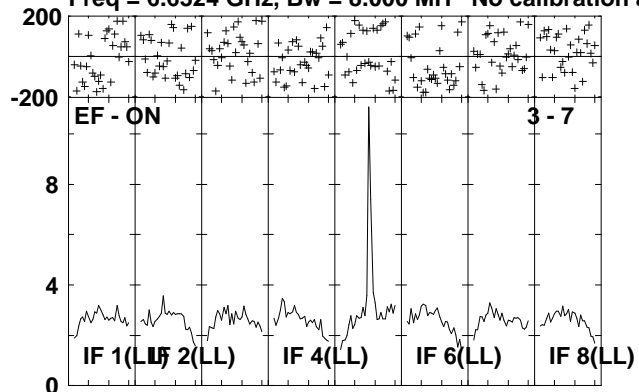 Freq = 6.6524 GHz, Bw = 8.000 MH No calibration a
200
-200
EF - ON
3 - 7
8
4
0
IF 1(LL)
IF 2(LL)
IF 4(LL)
IF 6(LL)
IF 8(LL)